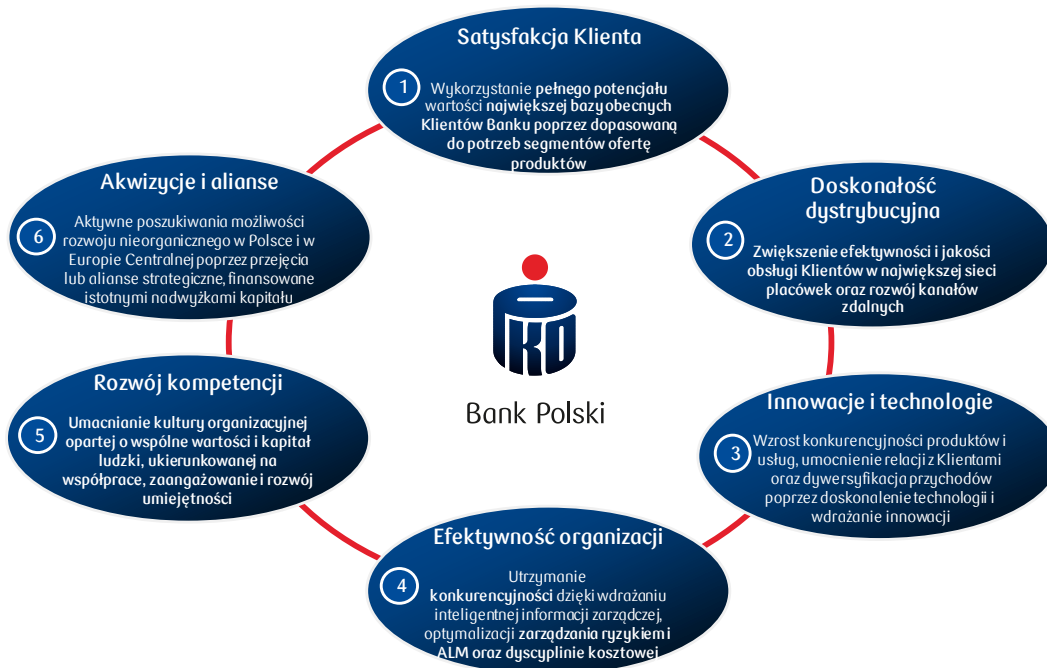 Satysfakcja Klienta
1
Wykorzystanie pełnego potencjału
wartości największej bazy obecnych
Klientów Banku poprzez dopasowaną
do potrzeb segmentów ofertę
produktów
Doskonałość
dystrybucyjna
2
Zwiększenie efektywności i jakości
obsługi Klientów w największej sieci
placówek oraz rozwój kanałów
zdalnych
Innowacje i technologie
3
Wzrost konkurencyjności produktów i
usług, umocnienie relacji z Klientami
oraz dywersyfikacja przychodów
poprzez doskonalenie technologii i
wdrażanie innowacji
Efektywność organizacji
4
Utrzymanie
konkurencyjności dzięki wdrażaniu
inteligentnej informacji zarządczej,
optymalizacji zarządzania ryzykiem i
ALM oraz dyscyplinie kosztowej
Rozwój kompetencji
5
Umacnianie kultury organizacyjnej
opartej o wspólne wartości i kapitał
ludzki, ukierunkowanej na
współprace, zaangażowanie i rozwój
umiejętności
Akwizycje i alianse
6
Aktywne poszukiwania możliwości
rozwoju nieorganicznego w Polsce i w
Europie Centralnej poprzez przejęcia
lub alianse strategiczne, finansowane
istotnymi nadwyżkami kapitału
PKO
Bank Polski